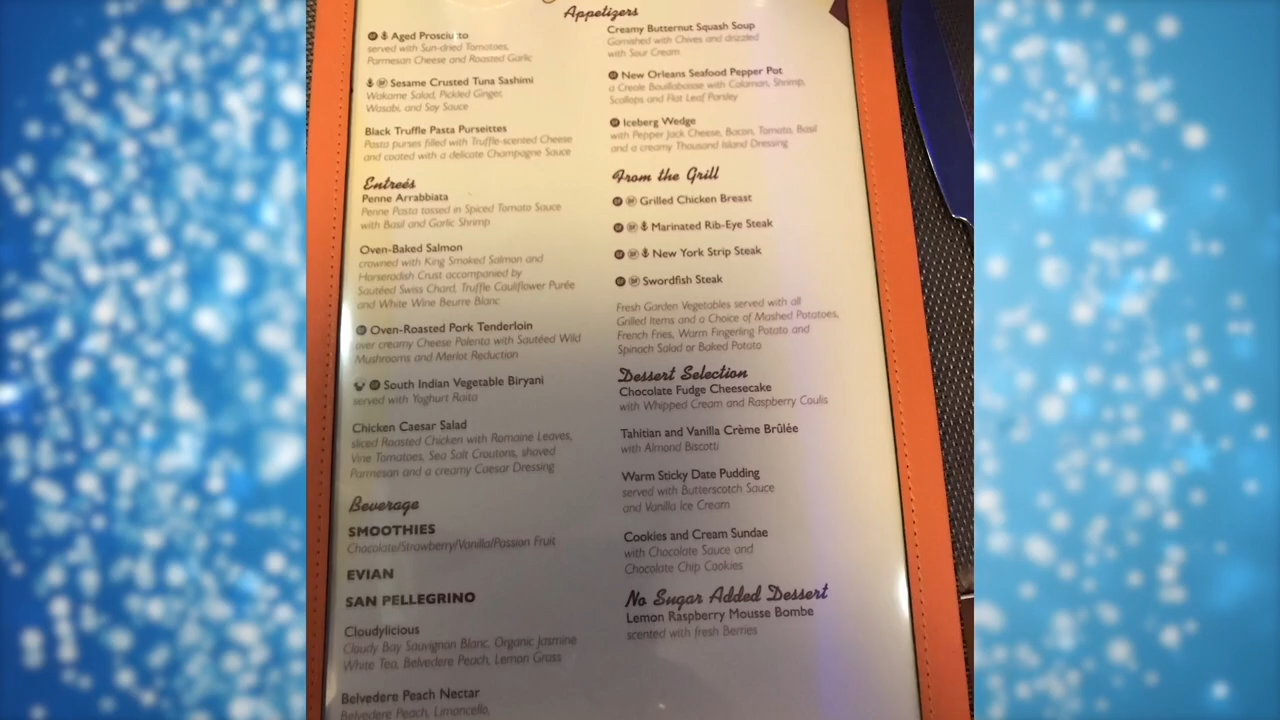 Appetizers
Aged Prosciutto
served with Sun-dried Tomatoes,
Parmesan Cheese and Roasted Garlic
Sesame Crusted Tuna Sashimi
Wakame Salad, Pickled Ginger,
Wasabi, and Soy Sauce
Black Truffle Pasta Purseittes
Pasta purses filled with Truffle-scented Cheese
and coated with a delicate Champagne Sauce
Entreés
Penne Arrabbiata
Penne Pasta tossed in Spiced Tomato Sauce
with Basil and Garlic Shrimp
Oven-Baked Salmon
crowned with King Smoked Salmon and
Horseradish Crust accompanied by
Sautéed Swiss Chard, Truffle Cauliflower Purée
and White Wine Beurre Blanc
Oven-Roasted Pork Tenderloin
over creamy Cheese Polenta with Sautéed Wild
Mushrooms and Merlot Reduction
South Indian Vegetable Biryani
served with Yoghurt Raita
Chicken Caesar Salad
sliced Roasted Chicken with Romaine Leaves,
Vine Tomatoes, Sea Salt Croutons, shaved
Parmesan and a creamy Caesar Dressing
Beverage
SMOOTHIES
Chocolate/Strawberry/Vanilla/Passion Fruit
EVIAN
SAN PELLEGRINO
Cloudylicious
Cloudy Bay Sauvignon Blanc, Organic Jasmine
White Tea, Belvedere Peach, Lemon Grass
Belvedere Peach Nectar
Belvedere Peach, Limoncello,
Creamy Butternut Squash Soup
Garnished with Chives and drizzled
with Sour Cream
New Orleans Seafood Pepper Pot
a Creole Bouillabaisse with Calamari, Shrimp,
Scallops and Flat Leaf Parsley
Iceberg Wedge
with Pepper Jack Cheese, Bacon, Tomato, Basil
and a creamy Thousand Island Dressing
From the Grill
Grilled Chicken Breast
Marinated Rib-Eye Steak
New York Strip Steak
Swordfish Steak
Fresh Garden Vegetables served with all
Grilled Items and a Choice of Mashed Potatoes,
French Fries, Warm Fingerling Potato and
Spinach Salad or Baked Potato
Dessert Selection
Chocolate Fudge Cheesecake
with Whipped Cream and Raspberry Coulis
Tahitian and Vanilla Crème Brûlée
with Almond Biscotti
Warm Sticky Date Pudding
served with Butterscotch Sauce
and Vanilla Ice Cream
Cookies and Cream Sundae
with Chocolate Sauce and
Chocolate Chip Cookies
No Sugar Added Dessert
Lemon Raspberry Mousse Bombe
scented with fresh Berries